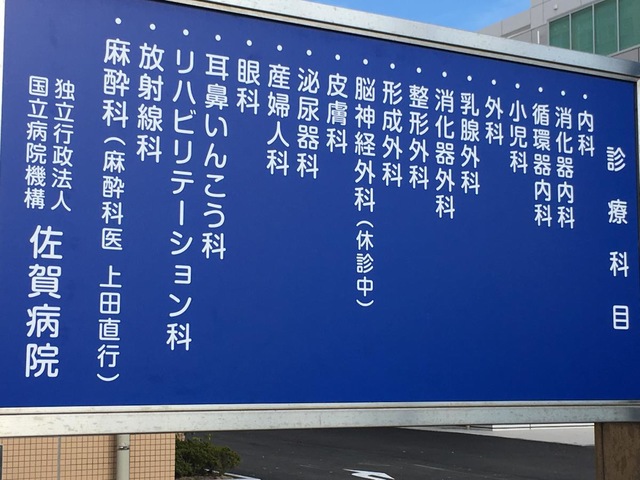 診療科目
・内科
・消化器内科
・循環器内科
・小児科
・外科
・乳腺外科
・消化器外科
・整形外科
・形成外科
・脳神経外科(休診中)
・皮膚科
・泌尿器科
・産婦人科
・眼科
・耳鼻いんこう科
・リハビリテーション科
・放射線科
・麻酔科(麻酔科医 上田直行)
独立行政法人
国立病院機構
佐賀病院